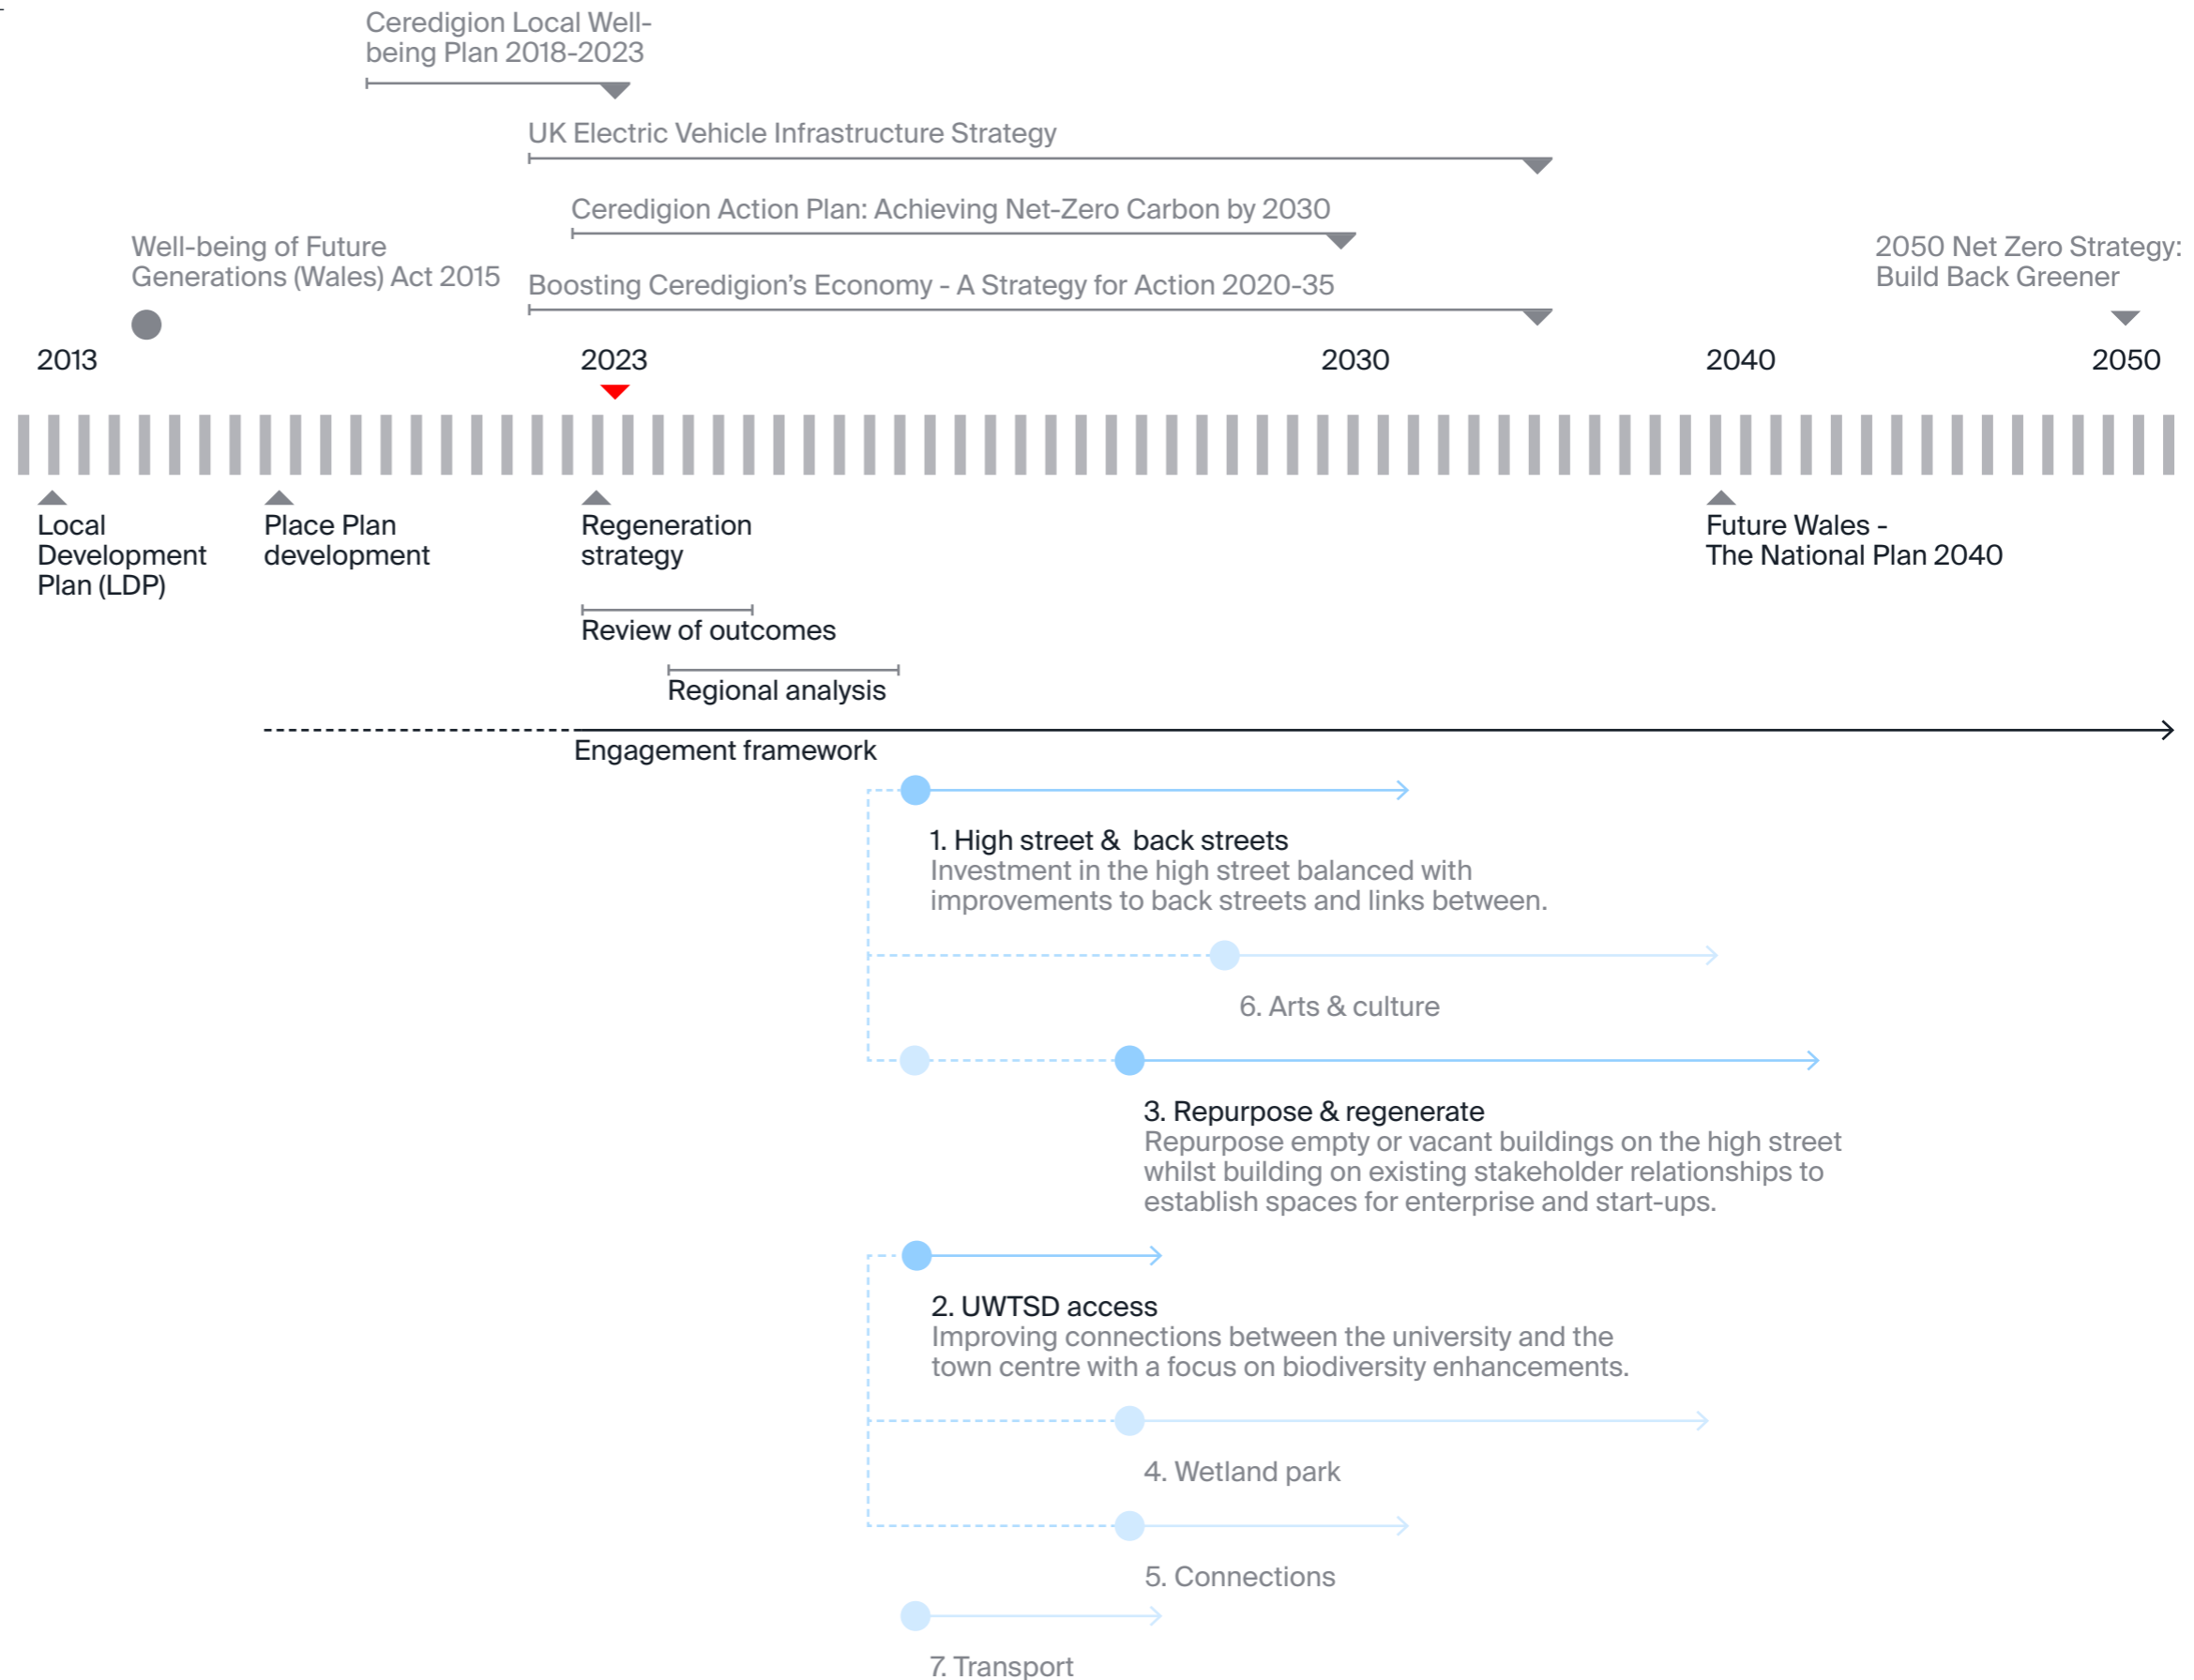 Ceredigion Local Well-
being Plan 2018-2023
UK Electric Vehicle Infrastructure Strategy
Ceredigion Action Plan: Achieving Net-Zero Carbon by 2030
Well-being of Future
Generations (Wales) Act 2015
2050 Net Zero Strategy:
Build Back Greener
Boosting Ceredigion’s Economy - A Strategy for Action 2020-35
2013
2023
2030
2040
2050
Local
Development
Plan (LDP)
Place Plan
development
Regeneration
strategy
Future Wales -
The National Plan 2040
Review of outcomes
Regional analysis
Engagement framework
1. High street &  back streets
Investment in the high street balanced with
improvements to back streets and links between.
6. Arts & culture
3. Repurpose & regenerate
Repurpose empty or vacant buildings on the high street
whilst building on existing stakeholder relationships to
establish spaces for enterprise and start-ups.
2. UWTSD access
Improving connections between the university and the
town centre with a focus on biodiversity enhancements.
4. Wetland park
5. Connections
7. Transport